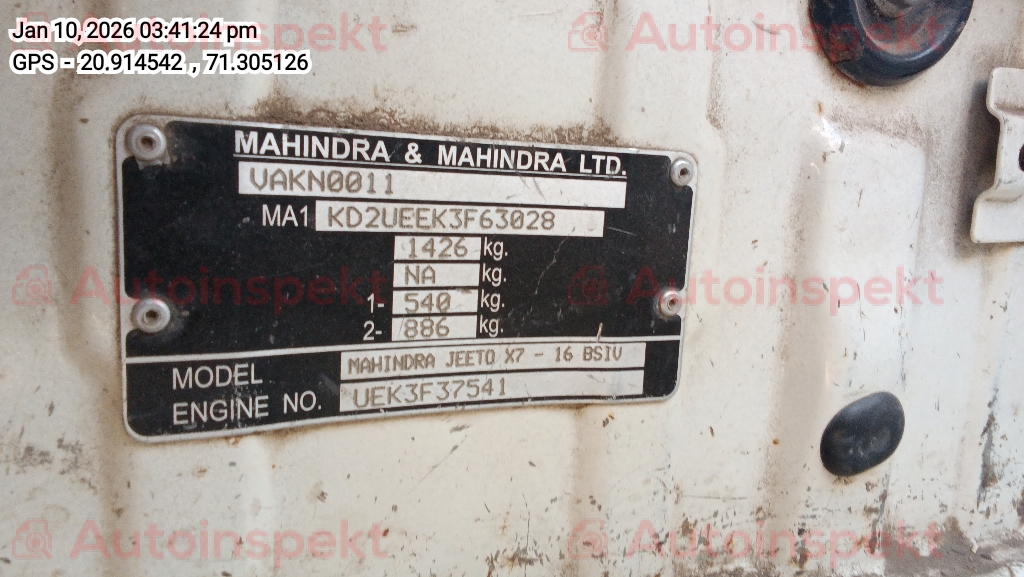 Jan 10, 2026 03:41:24 pm
GPS - 20.914542 , 71.305126
Autoinspekt Autoinspekt
MAHINDRA & MAHINDRA LTD.
VAKN0011
MA1 KD2UEEK3F63028
1426 kg.
NA kg.
Autoinspekt Autoinspekt
1- 540 kg.
2- 886 kg.
MODEL MAHINDRA JEETO X7 - 16 BSIV
ENGINE NO. UEK3F37541
Autoinspekt Autoinspekt